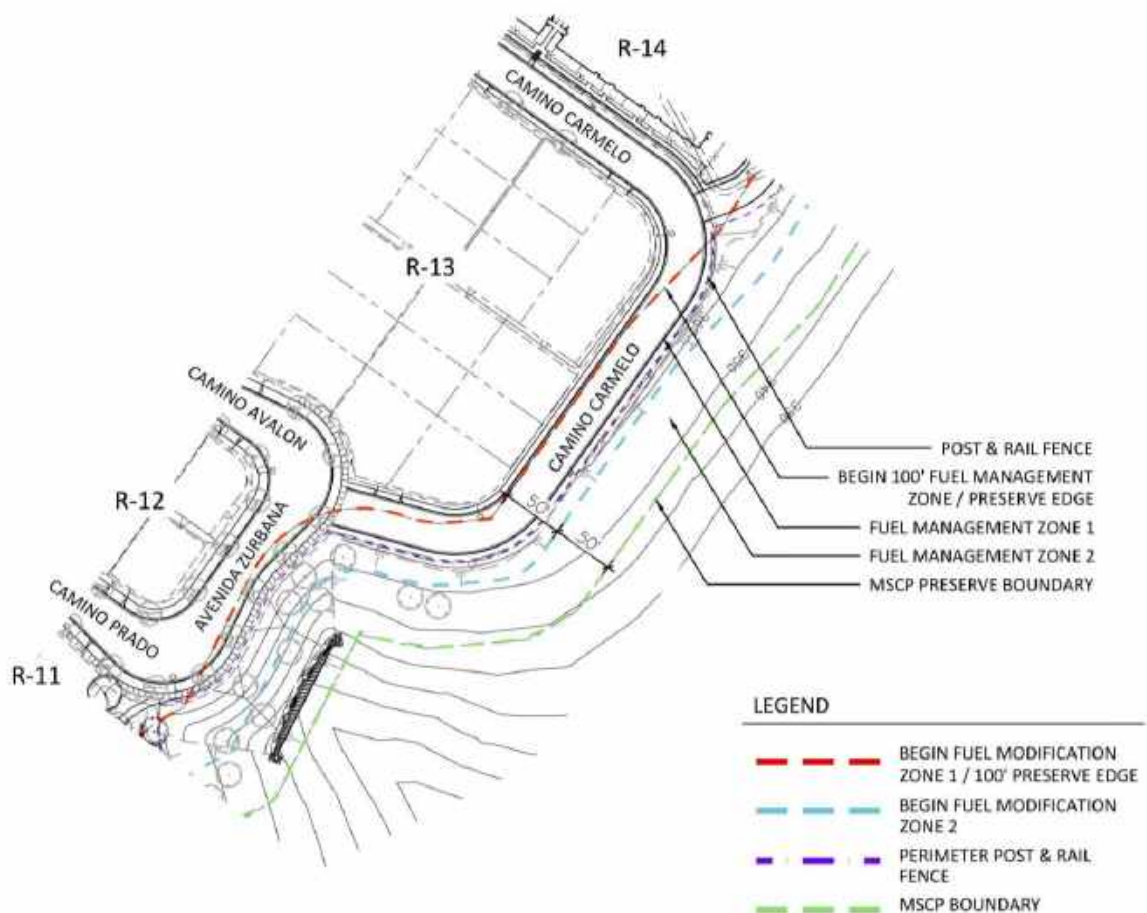 R-14
CAMINO CARMELO
R-13
CAMINO CARMELO
CAMINO AVALON
R-12
AVENIDA ZURBANA
CAMINO PRADO
R-11
50'
50'
POST & RAIL FENCE
BEGIN 100' FUEL MANAGEMENT
ZONE / PRESERVE EDGE
FUEL MANAGEMENT ZONE 1
FUEL MANAGEMENT ZONE 2
MSCP PRESERVE BOUNDARY
LEGEND
BEGIN FUEL MODIFICATION
ZONE 1 / 100' PRESERVE EDGE
BEGIN FUEL MODIFICATION
ZONE 2
PERIMETER POST & RAIL
FENCE
MSCP BOUNDARY